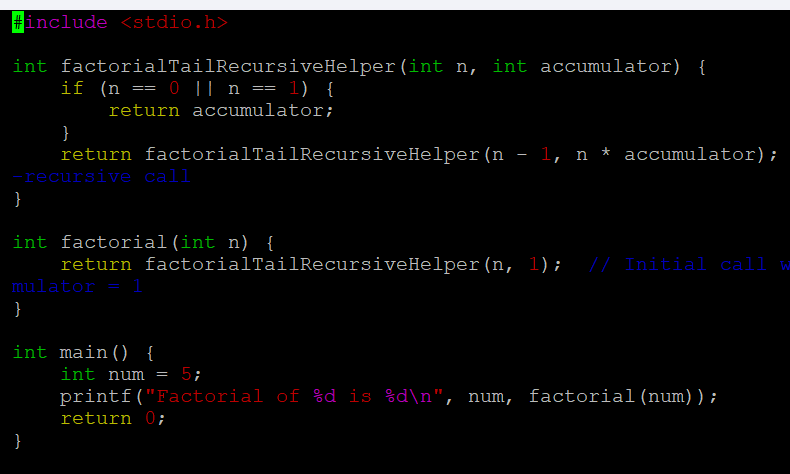 #include <stdio.h>
int factorialTailRecursiveHelper(int n, int accumulator) {
if (n == 0 || n == 1) {
return accumulator;
}
return factorialTailRecursiveHelper(n - 1, n * accumulator);
-recursive call
}
int factorial(int n) {
return factorialTailRecursiveHelper(n, 1);  // Initial call w
mulator = 1
}
int main() {
int num = 5;
printf("Factorial of %d is %d\n", num, factorial(num));
return 0;
}